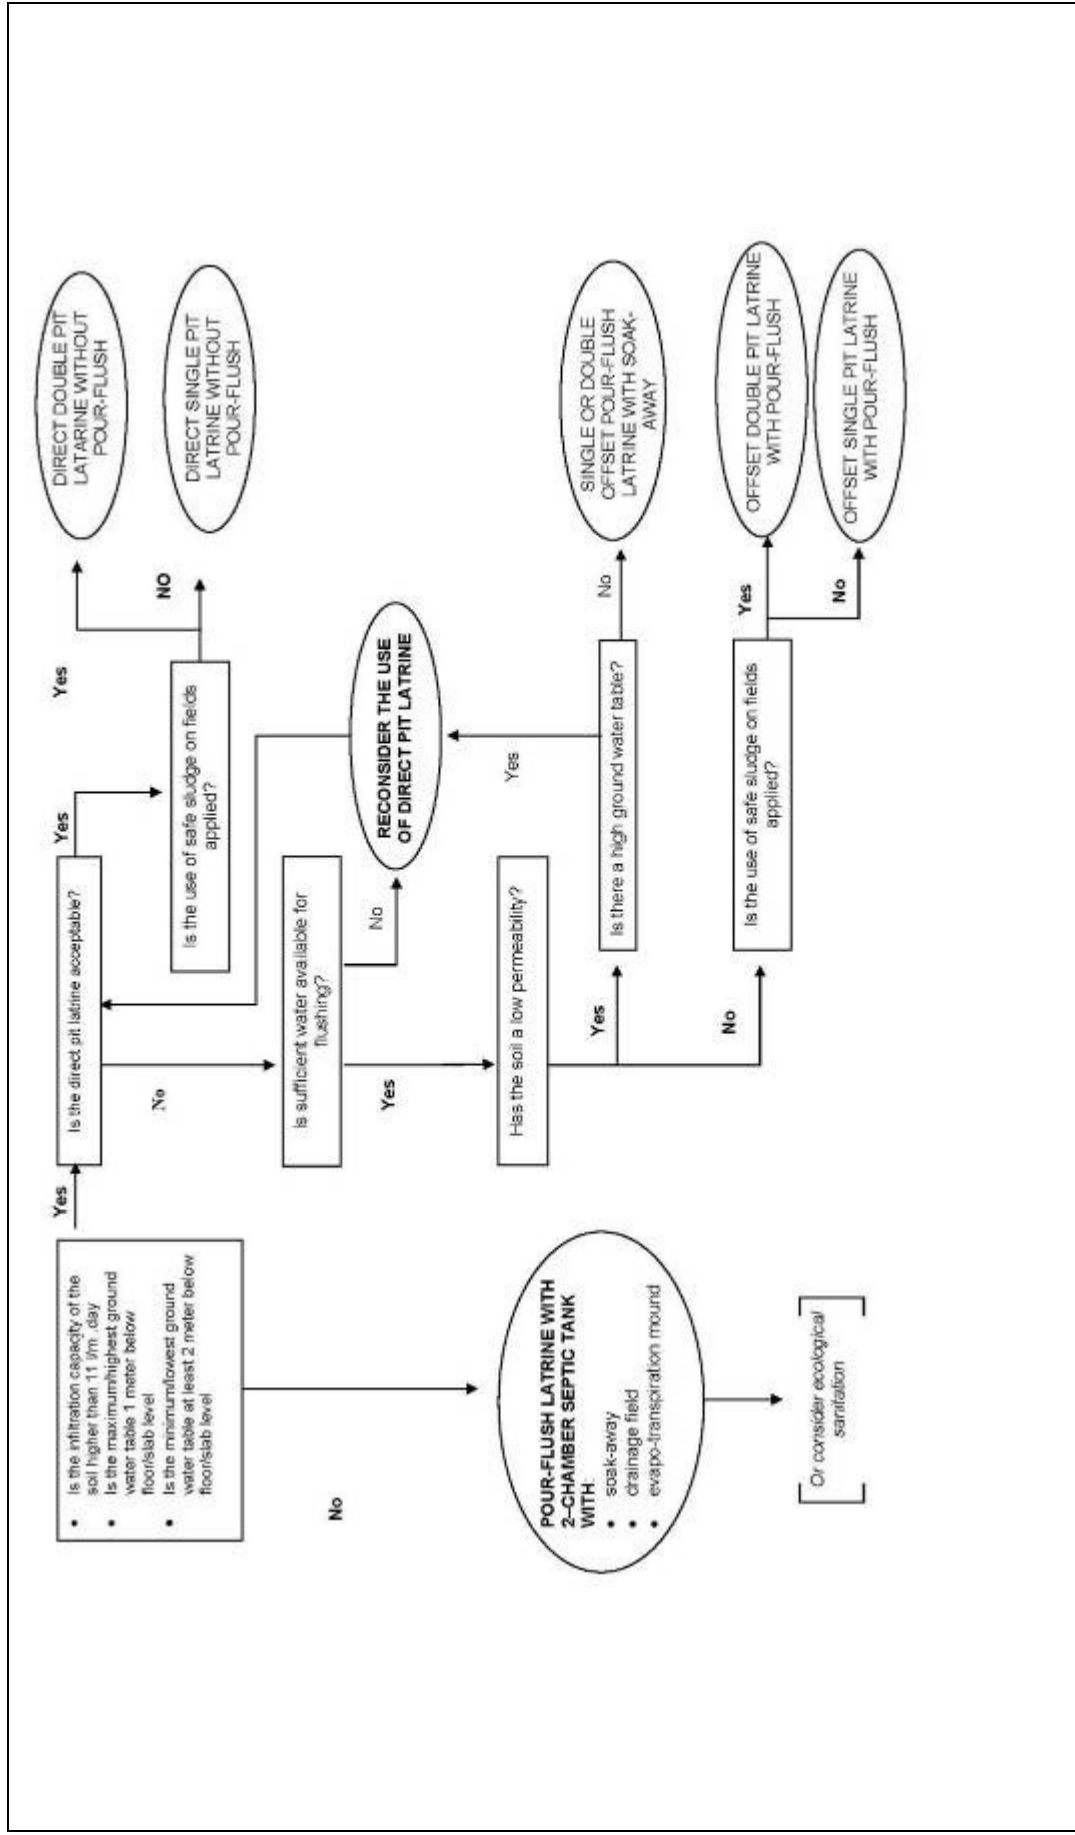 • Is the infiltration capacity of the
soil higher than 11 l/m .day
• Is the maximum/highest ground
water table 1 meter below
floor/slab level
• Is the minimum/lowest ground
water table at least 2 meter below
floor/slab level
Yes
No
Is the direct pit latrine acceptable?
Yes
No
Is the use of safe sludge on fields
applied?
Yes
NO
DIRECT DOUBLE PIT
LATARINE WITHOUT
POUR-FLUSH
DIRECT SINGLE PIT
LATRINE WITHOUT
POUR-FLUSH
Is sufficient water available for
flushing?
No
Yes
RECONSIDER THE USE
OF DIRECT PIT LATRINE
Has the soil a low permeability?
Yes
No
Is there a high ground water table?
Yes
No
SINGLE OR DOUBLE
OFFSET POUR-FLUSH
LATRINE WITH SOAK-
AWAY
Is the use of safe sludge on fields
applied?
Yes
No
OFFSET DOUBLE PIT LATRINE
WITH POUR-FLUSH
OFFSET SINGLE PIT LATRINE
WITH POUR-FLUSH
POUR-FLUSH LATRINE WITH
2–CHAMBER SEPTIC TANK
WITH:
• soak-away
• drainage field
• evapo-transpiration mound
Or consider ecological
sanitation